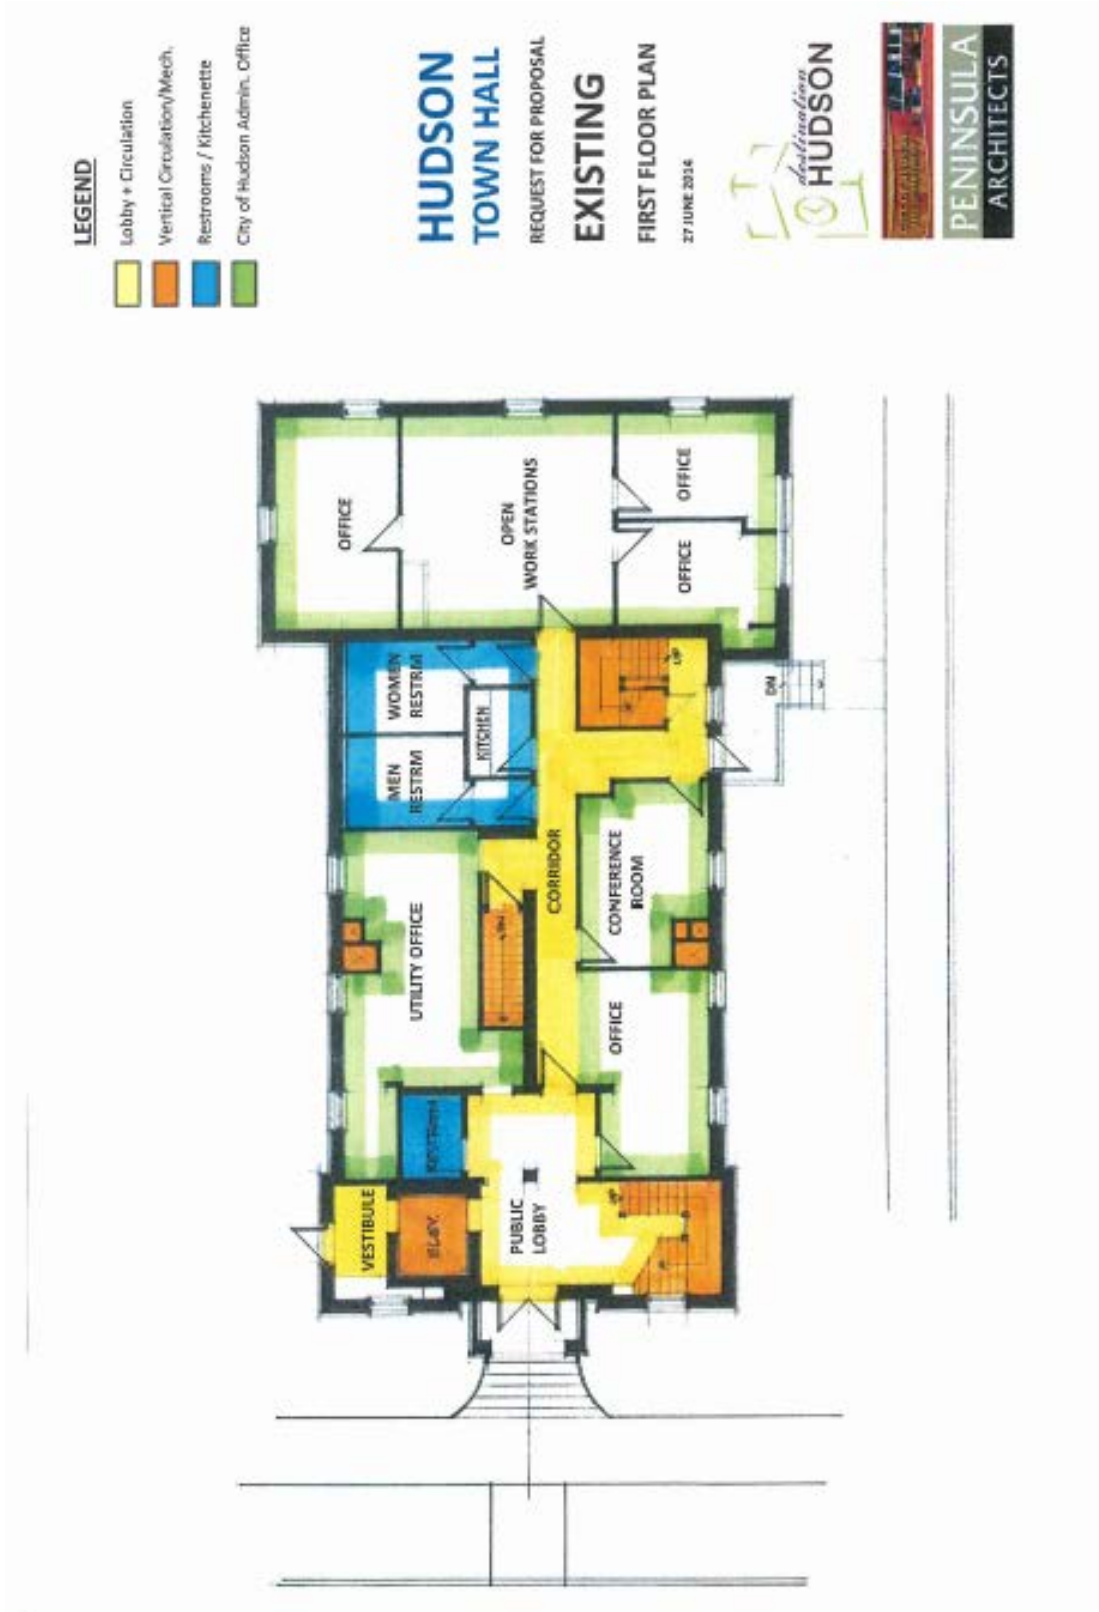 LEGEND
Lobby + Circulation
Vertical Circulation/Mech.
Restrooms / Kitchenette
City of Hudson Admin. Office
HUDSON
TOWN HALL
REQUEST FOR PROPOSAL
EXISTING
FIRST FLOOR PLAN
27 JUNE 2014
destination
HUDSON
PENINSULA
ARCHITECTS
VESTIBULE
ELEV.
RESTROOM
PUBLIC
LOBBY
UP
UTILITY OFFICE
DN
OFFICE
CORRIDOR
CONFERENCE
ROOM
MEN
RESTRM
WOMEN
RESTRM
KITCHEN
UP
DN
OFFICE
OPEN
WORK STATIONS
OFFICE
OFFICE